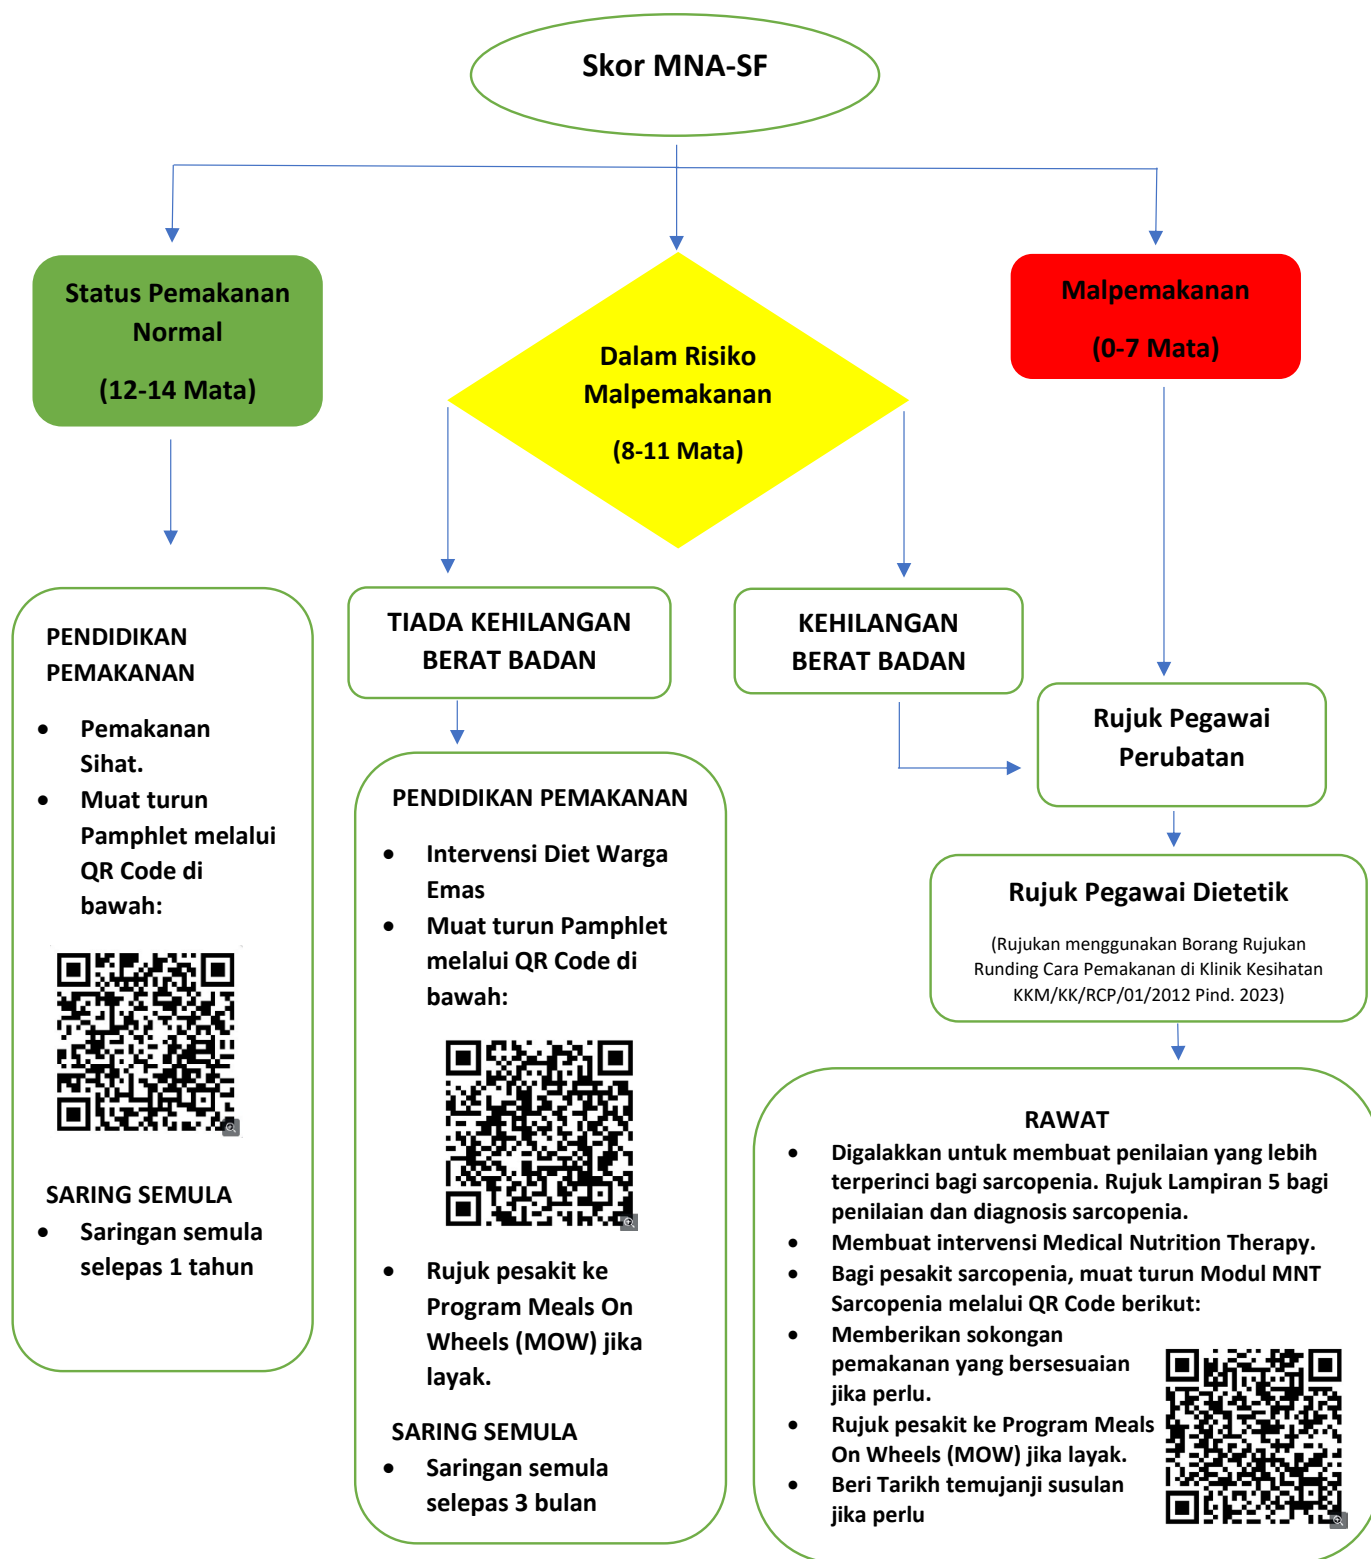 Skor MNA-SF
Status Pemakanan
Normal
(12-14 Mata)
Dalam Risiko
Malpemakanan
(8-11 Mata)
Malpemakanan
(0-7 Mata)
TIADA KEHILANGAN
BERAT BADAN
KEHILANGAN
BERAT BADAN
Rujuk Pegawai
Perubatan
Rujuk Pegawai Dietetik
(Rujukan menggunakan Borang Rujukan
Runding Cara Pemakanan di Klinik Kesihatan
KKM/KK/RCP/01/2012 Pind. 2023)
PENDIDIKAN
PEMAKANAN
• Pemakanan
Sihat.
• Muat turun
Pamphlet melalui
QR Code di
bawah:
SARING SEMULA
• Saringan semula
selepas 1 tahun
PENDIDIKAN PEMAKANAN
• Intervensi Diet Warga
Emas
• Muat turun Pamphlet
melalui QR Code di
bawah:
• Rujuk pesakit ke
Program Meals On
Wheels (MOW) jika
layak.
SARING SEMULA
• Saringan semula
selepas 3 bulan
RAWAT
• Digalakkan untuk membuat penilaian yang lebih
terperinci bagi sarcopenia. Rujuk Lampiran 5 bagi
penilaian dan diagnosis sarcopenia.
• Membuat intervensi Medical Nutrition Therapy.
• Bagi pesakit sarcopenia, muat turun Modul MNT
Sarcopenia melalui QR Code berikut:
• Memberikan sokongan
pemakanan yang bersesuaian
jika perlu.
• Rujuk pesakit ke Program Meals
On Wheels (MOW) jika layak.
• Beri Tarikh temujanji susulan
jika perlu